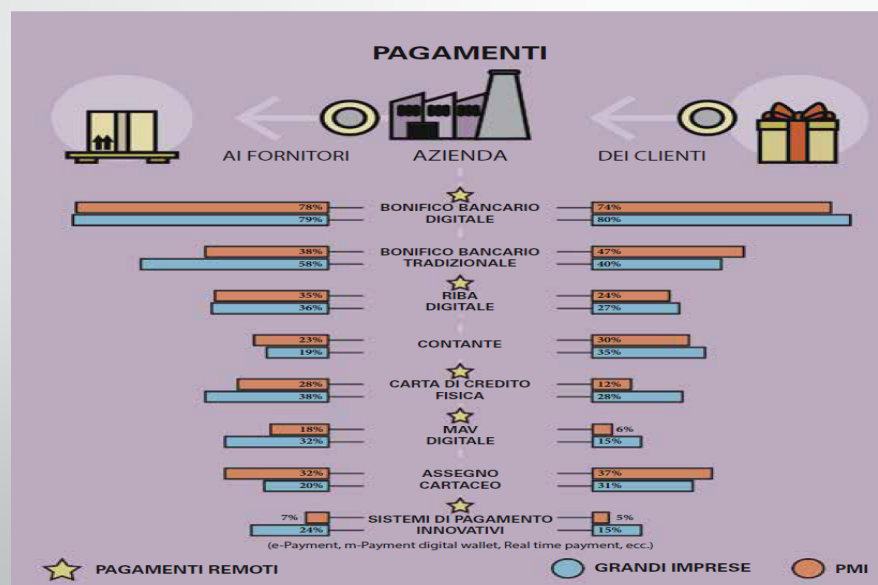 PAGAMENTI
AI FORNITORI AZIENDA DEI CLIENTI
78% BONIFICO BANCARIO 74%
79% DIGITALE 80%
38% BONIFICO BANCARIO 47%
58% TRADIZIONALE 40%
35% RIBA 24%
36% DIGITALE 27%
23% 30%
CONTANTE
19% 35%
28% CARTA DI CREDITO 12%
38% FISICA 28%
18% MAV 6%
32% DIGITALE 15%
32% ASSEGNO 37%
20% CARTACEO 31%
7% SISTEMI DI PAGAMENTO 5%
24% INNOVATIVI 15%
(e-Payment, m-Payment digital wallet, Real time payment, ecc.)
PAGAMENTI REMOTI GRANDI IMPRESE PMI